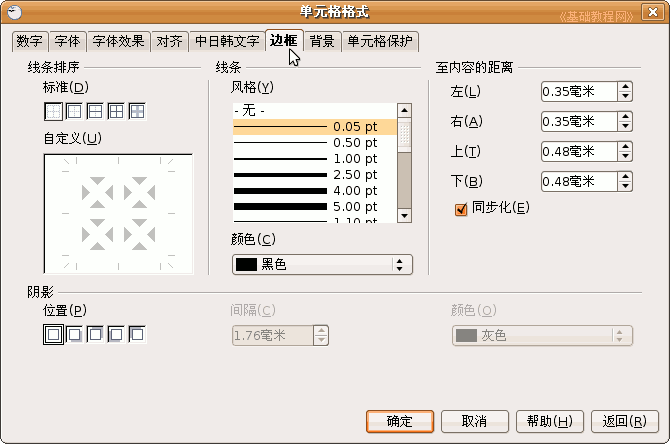 单元格格式
《基础教程网》
数字 字体 字体效果 对齐 中日韩文字 边框 背景 单元格保护
线条排序
标准(D)
自定义(U)
线条
风格(Y)
- 无 -
0.05 pt
0.50 pt
1.00 pt
2.50 pt
4.00 pt
5.00 pt
1.10 pt
颜色(C)
黑色
至内容的距离
左(L) 0.35毫米
右(A) 0.35毫米
上(T) 0.48毫米
下(B) 0.48毫米
同步化(E)
阴影
位置(P)
间隔(C)
1.76毫米
颜色(O)
灰色
确定 取消 帮助(H) 返回(R)